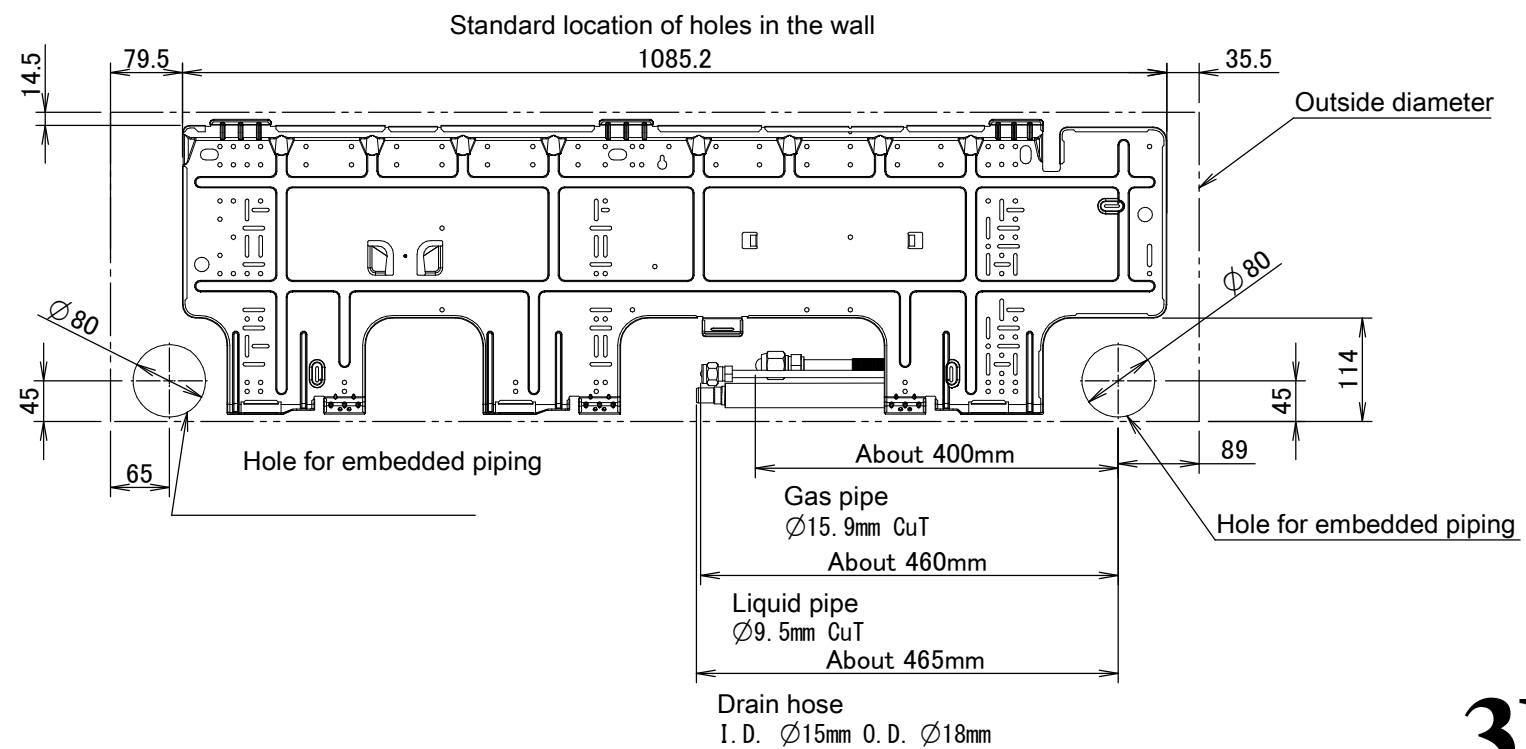 Standard location of holes in the wall
14.5
79.5
1085.2
35.5
Outside diameter
∅80
∅80
45
114
45
65
Hole for embedded piping
About 400mm
89
Gas pipe
∅15.9mm CuT
Hole for embedded piping
About 460mm
Liquid pipe
∅9.5mm CuT
About 465mm
Drain hose
I.D. ∅15mm O.D. ∅18mm